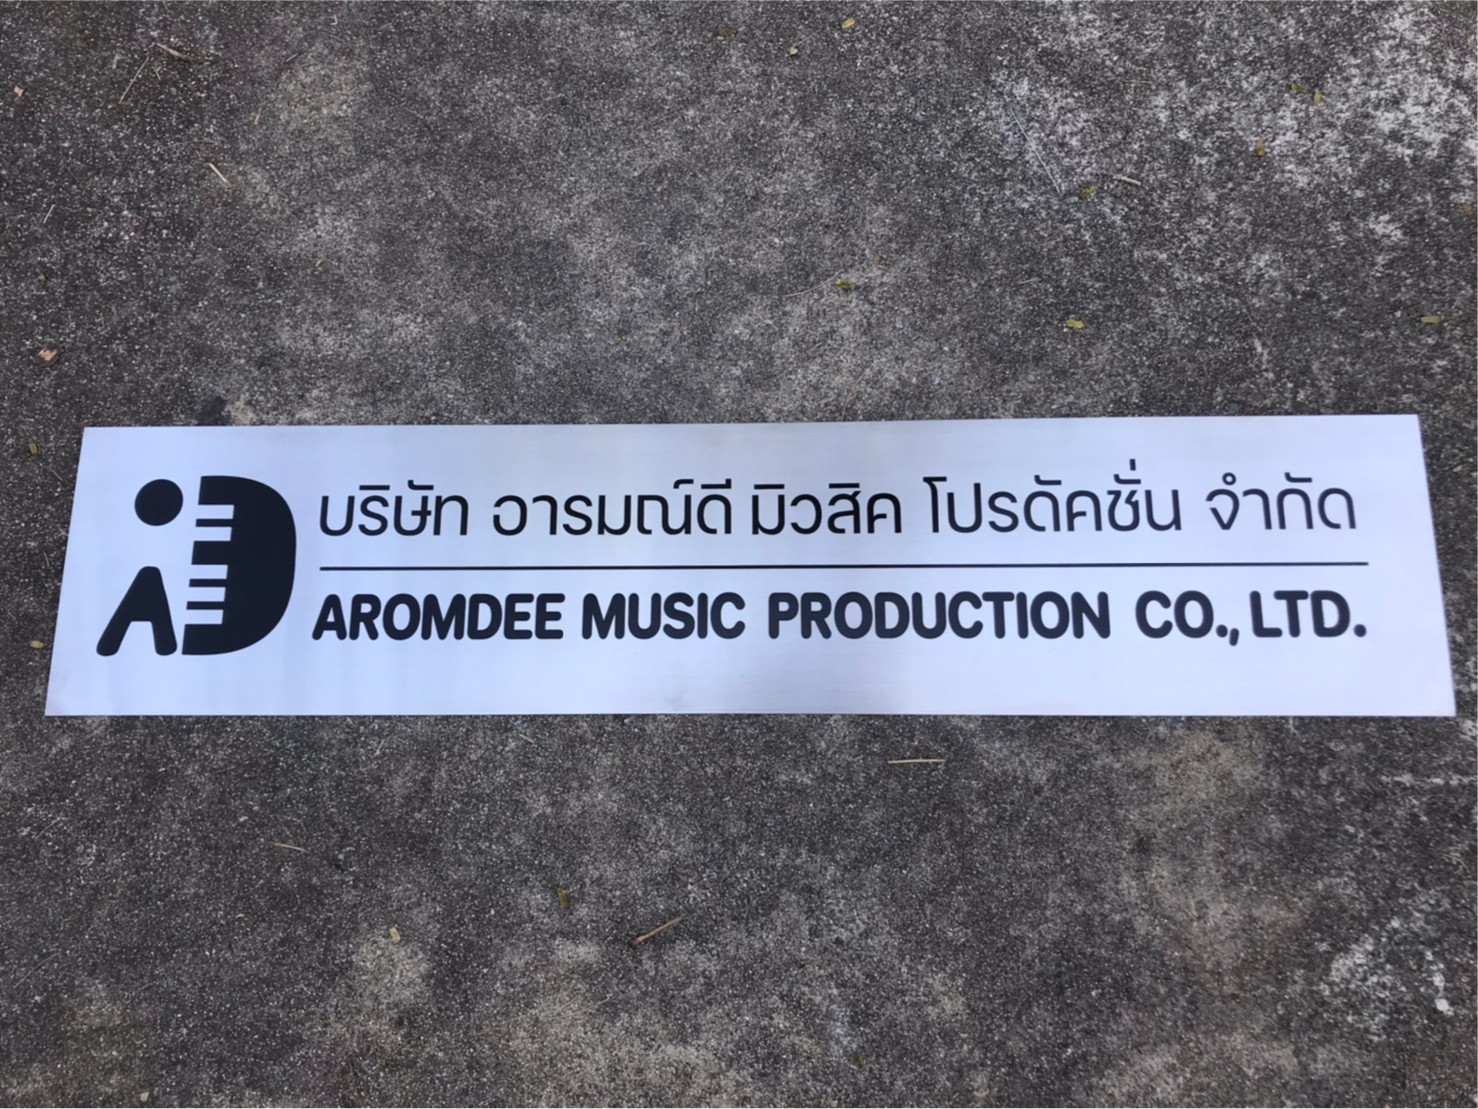 บริษัท อารมณ์ดี มิวสิค โปรดัคชั่น จำกัด
AROMDEE MUSIC PRODUCTION CO., LTD.